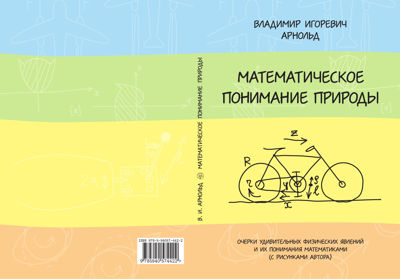 ВЛАДИМИР ИГОРЕВИЧ
АРНОЛЬД
МАТЕМАТИЧЕСКОЕ
ПОНИМАНИЕ ПРИРОДЫ
z
R
r
y
x
ОЧЕРКИ УДИВИТЕЛЬНЫХ ФИЗИЧЕСКИХ ЯВЛЕНИЙ
И ИХ ПОНИМАНИЯ МАТЕМАТИКАМИ
(С РИСУНКАМИ АВТОРА)
В. И. АРНОЛЬД МАТЕМАТИЧЕСКОЕ ПОНИМАНИЕ ПРИРОДЫ